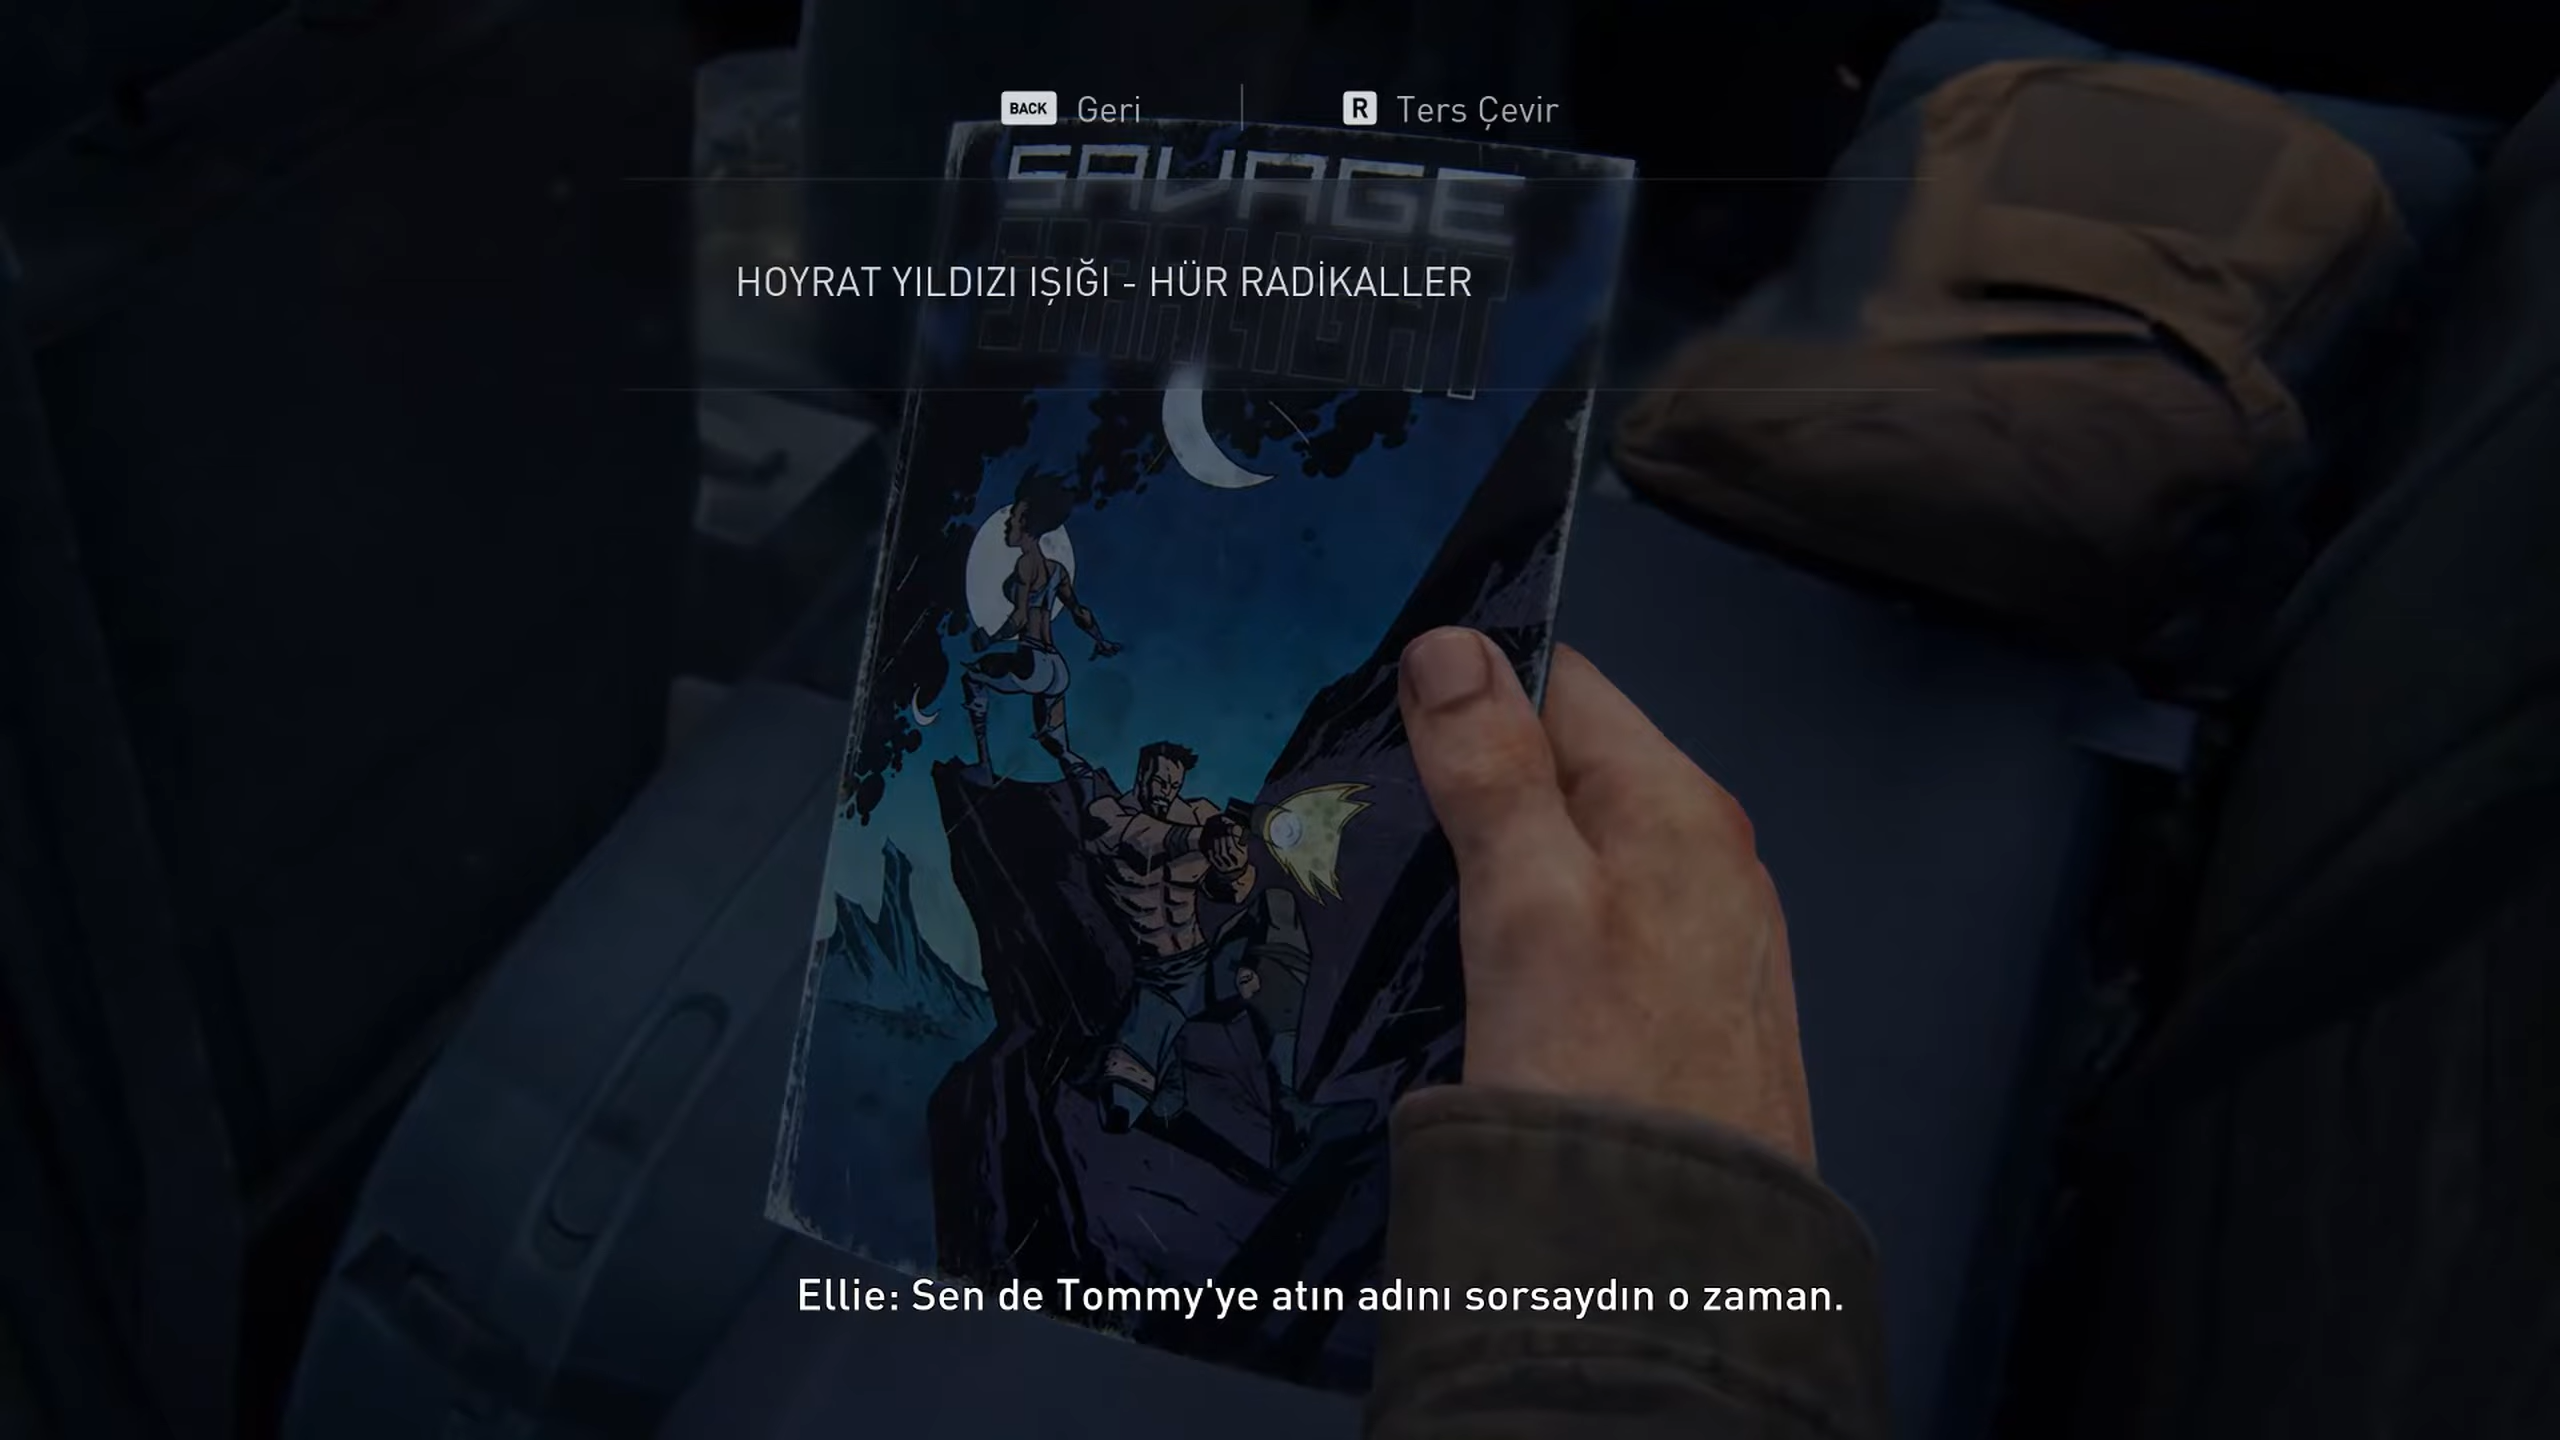 BACK Geri
R Ters Çevir
SAVAGE
STARLIGHT
HOYRAT YILDIZI IŞIĞI - HÜR RADİKALLER
Ellie: Sen de Tommy'ye atın adını sorsaydın o zaman.